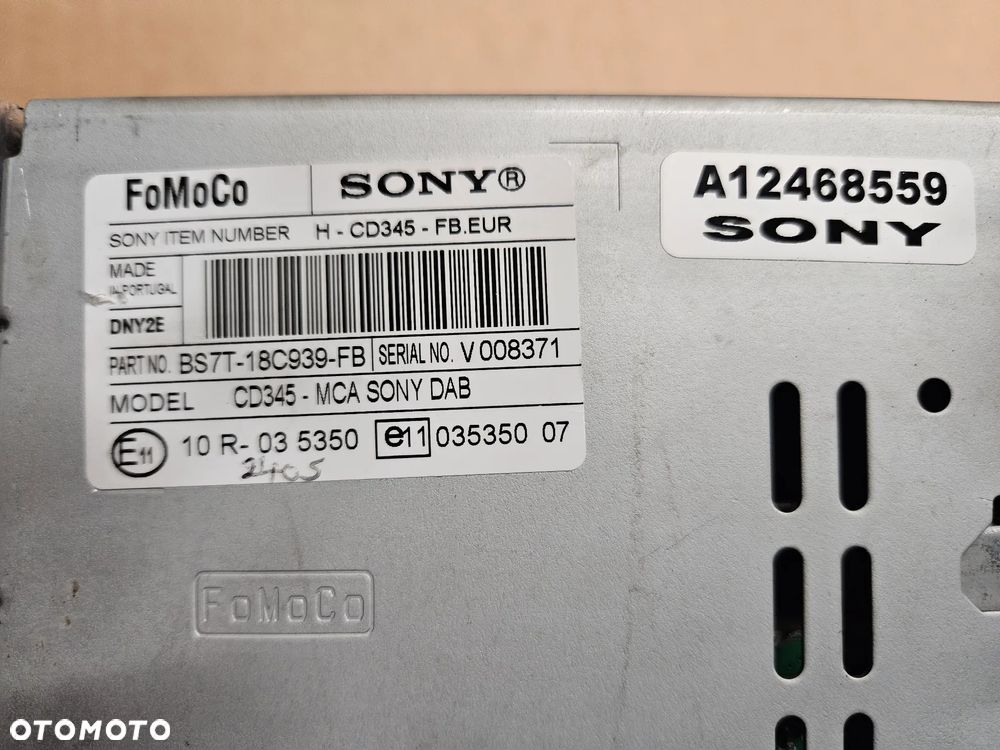 FoMoCo SONY®
SONY ITEM NUMBER H - CD345 - FB.EUR
MADE
IN PORTUGAL
DNY2E
PART NO. BS7T-18C939-FB SERIAL NO. V 008371
MODEL CD345 - MCA SONY DAB
E11 10 R- 03 5350 e11 035350 07
2405
A12468559
SONY
FoMoCo
OTOMOTO